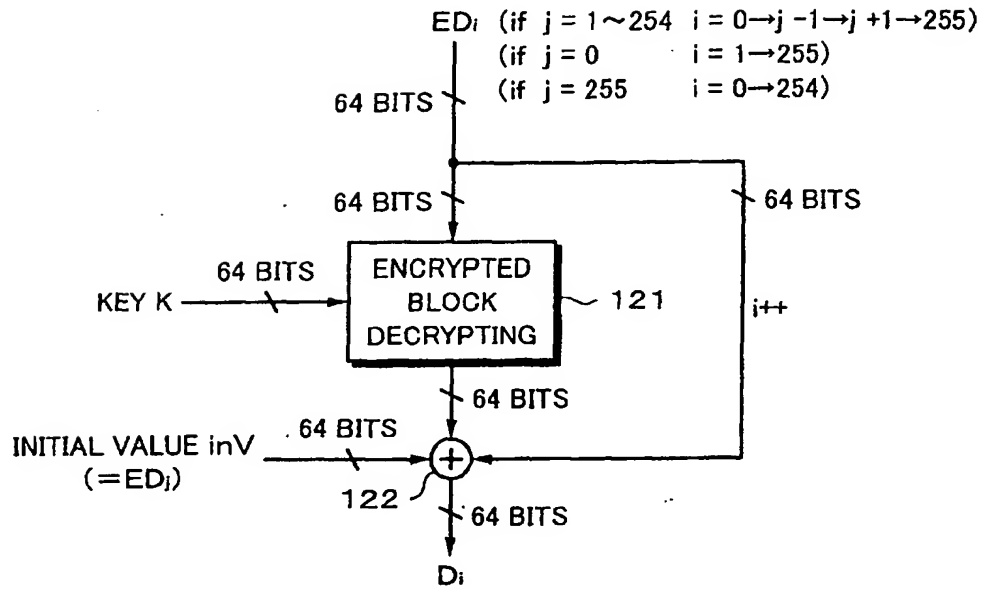 EDi (if j = 1~254 i = 0→j -1→j +1→255)
(if j = 0 i = 1→255)
(if j = 255 i = 0→254)
64 BITS
64 BITS
64 BITS
64 BITS
KEY K
ENCRYPTED
BLOCK
DECRYPTING
121
i++
64 BITS
INITIAL VALUE inV
(=EDj)
64 BITS
122
64 BITS
Di